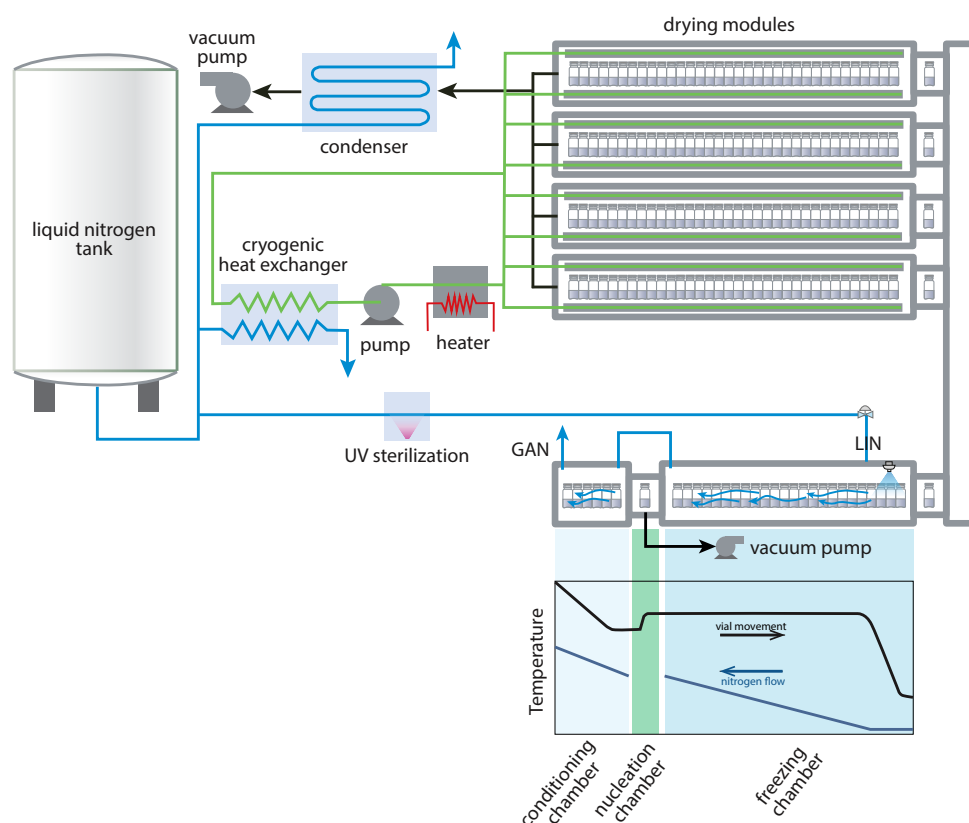 drying modules
vacuum
pump
condenser
liquid nitrogen
tank
cryogenic
heat exchanger
pump
heater
UV sterilization
GAN
LIN
vacuum pump
Temperature
vial movement
nitrogen flow
conditioning
chamber
nucleation
chamber
freezing
chamber